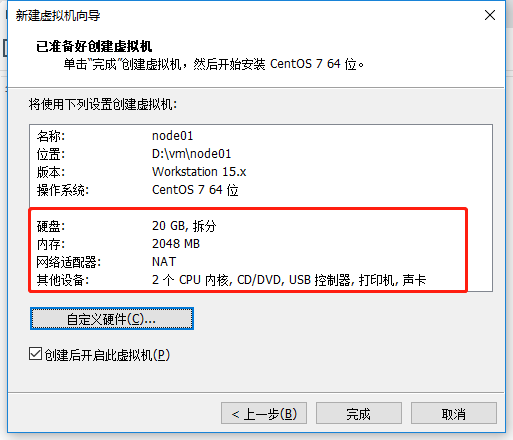 新建虚拟机向导
已准备好创建虚拟机
单击“完成”创建虚拟机，然后开始安装 CentOS 7 64 位。
将使用下列设置创建虚拟机:
名称: node01
位置: D:\vm\node01
版本: Workstation 15.x
操作系统: CentOS 7 64 位
硬盘: 20 GB, 拆分
内存: 2048 MB
网络适配器: NAT
其他设备: 2 个 CPU 内核, CD/DVD, USB 控制器, 打印机, 声卡
自定义硬件(C)...
创建后开启此虚拟机(P)
< 上一步(B) 完成 取消